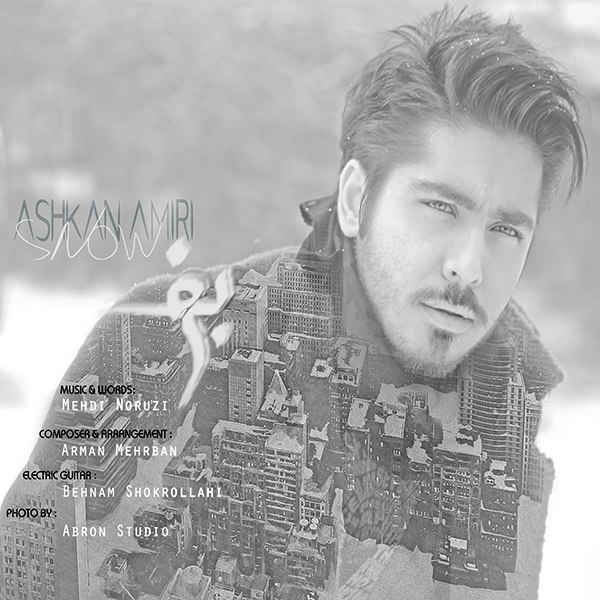 ASHKAN AMIRI
SNOW
برف
MUSIC & WORDS:
MEHDI NORUZI
COMPOSER & ARRANGEMENT :
ARMAN MEHRBAN
ELECTRIC GUITAR :
BEHNAM SHOKROLLAHI
PHOTO BY :
ABRON STUDIO